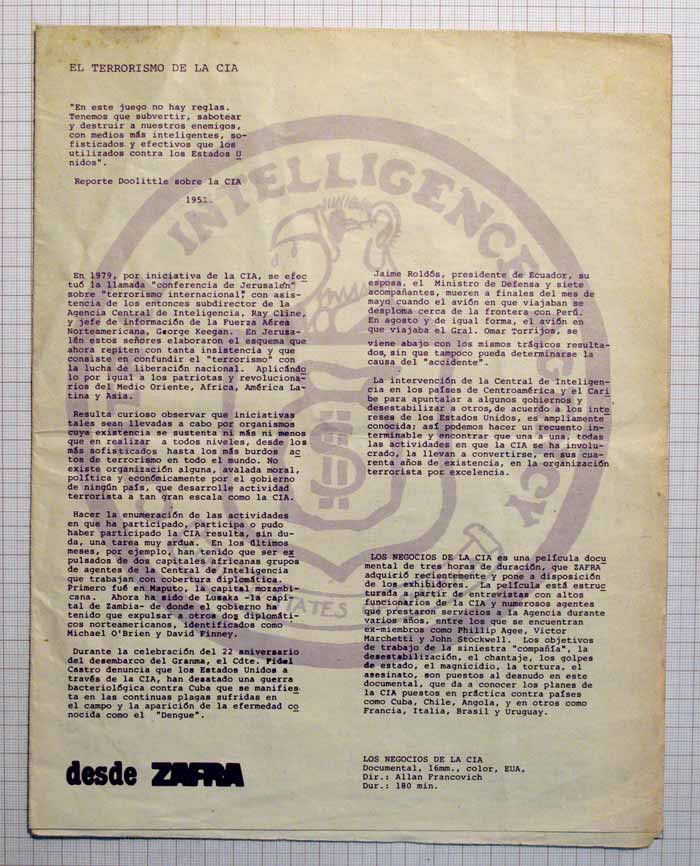 EL TERRORISMO DE LA CIA
"En este juego no hay reglas.
Tenemos que subvertir, sabotear
y destruir a nuestros enemigos,
con medios más inteligentes, so-
fisticados y efectivos que los
utilizados contra los Estados U
nidos".
Reporte Doolittle sobre la CIA
1951.
En 1979, por iniciativa de la CIA, se efec
tuó la llamada "conferencia de Jerusalén"
sobre "terrorismo internacional", con asis-
tencia de los entonces subdirector de la
Agencia Central de Inteligencia, Ray Cline,
y jefe de información de la Fuerza Aérea
Norteamericana, George Keegan. En Jerusa-
lén estos señores elaboraron el esquema que
ahora repiten con tanta insistencia y que
consiste en confundir el "terrorismo" con
la lucha de liberación nacional. Aplicándo
lo por igual a los patriotas y revoluciona-
rios del Medio Oriente, Africa, América La-
tina y Asia.
Resulta curioso observar que iniciativas
tales sean llevadas a cabo por organismos
cuya existencia se sustenta ni más ni menos
que en realizar a todos niveles, desde los
más sofisticados hasta los más burdos ac
tos de terrorismo en todo el mundo. No
existe organización alguna, avalada moral,
política y económicamente por el gobierno
de ningún país, que desarrolle actividad
terrorista a tan gran escala como la CIA.
Hacer la enumeración de las actividades
en que ha participado, participa o pudo
haber participado la CIA resulta, sin du-
da, una tarea muy ardua. En los últimos
meses, por ejemplo, han tenido que ser ex
pulsados de dos capitales africanas grupos
de agentes de la Central de Inteligencia
que trabajan con cobertura diplomática.
Primero fué en Maputo, la capital mozambi-
cana. Ahora ha sido de Lusaka -la capi-
tal de Zambia- de donde el gobierno ha
tenido que expulsar a otros dos diplomáti-
cos norteamericanos, identificados como
Michael O'Brien y David Finney.
Durante la celebración del 22 aniversario
del desembarco del Granma, el Cdte. Fidel
Castro denuncia que los Estados Unidos a
través de la CIA, han desatado una guerra
bacteriológica contra Cuba que se manifies
ta en las continuas plagas sufridas en
el campo y la aparición de la efermedad co
nocida como el "Dengue".
desde ZAFRA
Jaime Roldós, presidente de Ecuador, su
esposa, el Ministro de Defensa y siete
acompañantes, mueren a finales del mes de
mayo cuando el avión en que viajaban se
desploma cerca de la frontera con Perú.
En agosto y de igual forma, el avión en
que viajaba el Gral. Omar Torrijos, se
viene abajo con los mismos trágicos resulta-
dos, sin que tampoco pueda determinarse la
causa del "accidente".
La intervención de la Central de Inteligen-
cia en los países de Centroamérica y el Cari
be para apuntalar a algunos gobiernos y
desestabilizar a otros, de acuerdo a los inte
reses de los Estados Unidos, es ampliamente
conocida; así podemos hacer un recuento in-
terminable y encontrar que una a una, todas
las actividades en que la CIA se ha involu-
crado, la llevan a convertirse, en sus cua-
renta años de existencia, en la organización
terrorista por excelencia.
LOS NEGOCIOS DE LA CIA es una película docu
mental de tres horas de duración, que ZAFRA
adquirió recientemente y pone a disposición
de los exhibidores. La película está estruc
turada a partir de entrevistas con altos
funcionarios de la CIA y numerosos agentes
que prestaron servicios a la Agencia durante
varios años, entre los que se encuentran
ex-miembros como Phillip Agee, Victor
Marchetti y John Stockwell. Los objetivos
de trabajo de la siniestra "compañía", la
desestabilización, el chantaje, los golpes
de estado, el magnicidio, la tortura, el
asesinato, son puestos al desnudo en este
documental, que da a conocer los planes de
la CIA puestos en práctica contra países
como Cuba, Chile, Angola, y en otros como
Francia, Italia, Brasil y Uruguay.
LOS NEGOCIOS DE LA CIA
Documental, 16mm., color, EUA,
Dir.: Allan Francovich
Dur.: 180 min.
INTELLIGENCE